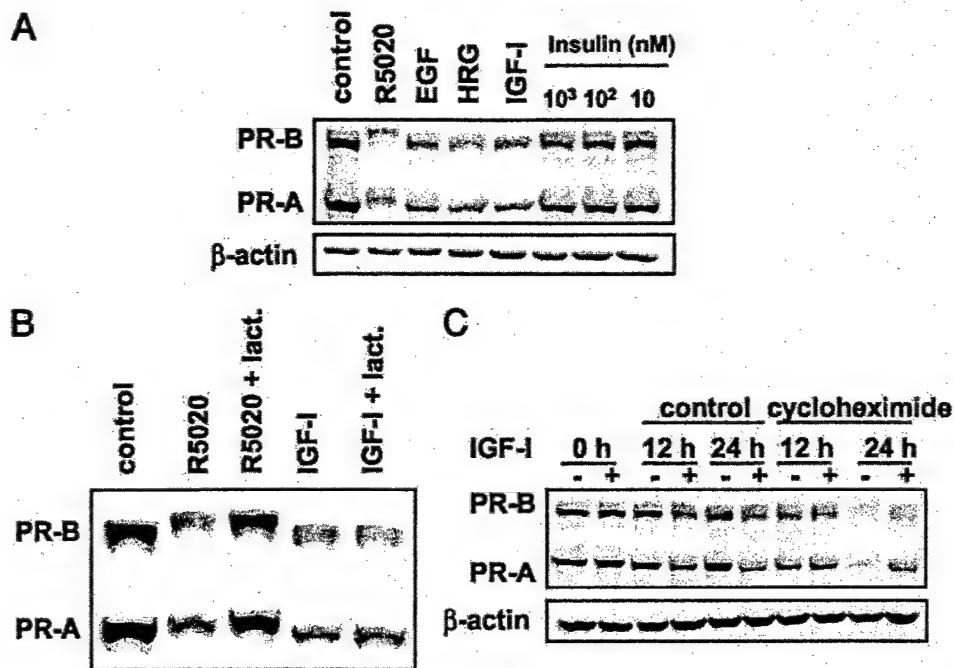 A
control R5020 EGF HRG IGF-I Insulin (nM)
10³ 10² 10
PR-B
PR-A
β-actin
B
control R5020 R5020 + lact. IGF-I IGF-I + lact.
PR-B
PR-A
C
control cycloheximide
IGF-I 0 h 12 h 24 h 12 h 24 h
- + - + - + - + - +
PR-B
PR-A
β-actin